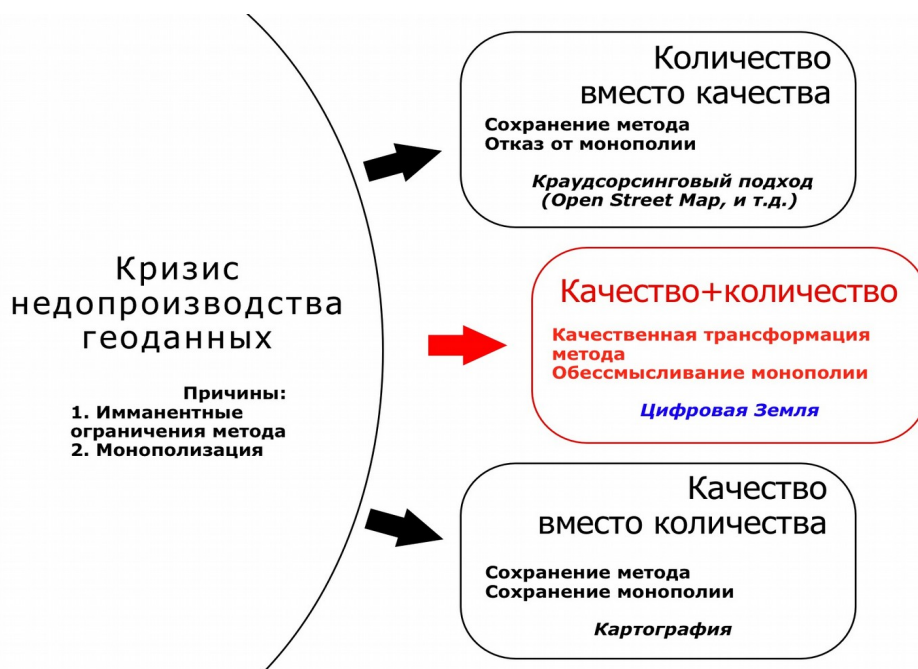 Кризис
недопроизводства
геоданных
Причины:
1. Имманентные
ограничения метода
2. Монополизация
Количество
вместо качества
Сохранение метода
Отказ от монополии
Краудсорсинговый подход
(Open Street Map, и т.д.)
Качество+количество
Качественная трансформация
метода
Обессмысливание монополии
Цифровая Земля
Качество
вместо количества
Сохранение метода
Сохранение монополии
Картография